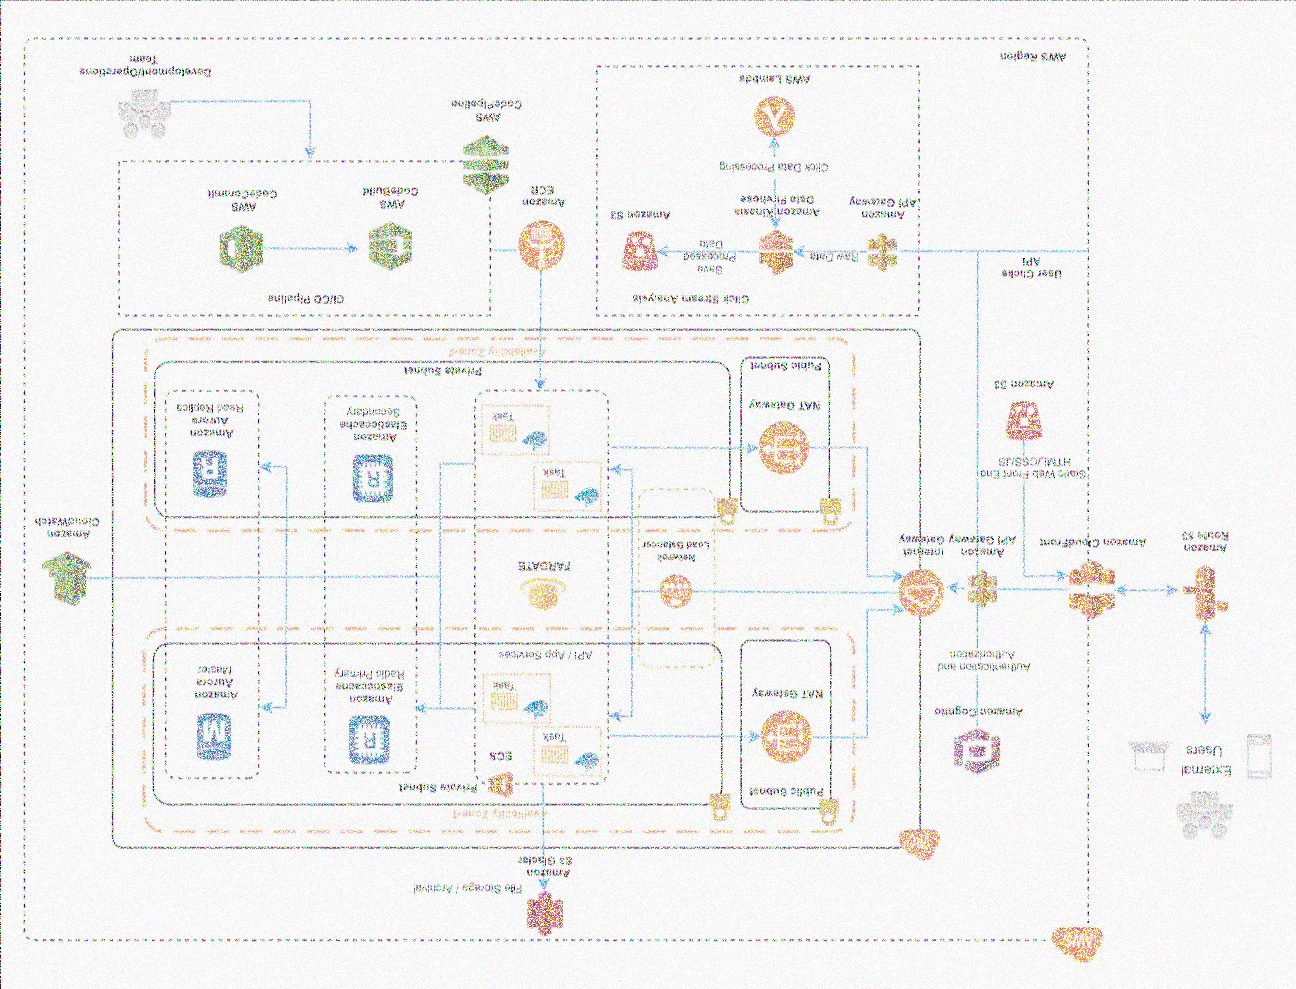 AWS
File Storage / Archival
Amazon
S3 Glacier
External
Users
Availability Zone-1
Public Subnet
NAT Gateway
Private Subnet
ECS
Task
Task
API / App Services
Amazon
Elasticcache
Redis Primary
Amazon
Aurora
Master
Amazon Cognito
Authentication and
Authorization
Amazon
Route 53
Amazon CloudFront
Amazon
API Gateway
Internet
Gateway
Network
Load Balancer
FARGATE
Amazon
CloudWatch
Static Web Front End
HTML/CSS/JS
Amazon S3
NAT Gateway
Public Subnet
Task
Task
Amazon
Elasticcache
Secondary
Amazon
Aurora
Read Replica
Private Subnet
Availability Zone-2
User Clicks
API
Click Stream Analysis
Amazon
API Gateway
Raw Data
Amazon Kinesis
Data Firehose
Save
Processed
Data
Amazon S3
Click Data Processing
AWS Lambda
Amazon
ECR
CI/CD Pipeline
AWS
CodeBuild
AWS
CodeCommit
AWS
CodePipeline
Development/Operations
Team
AWS Region